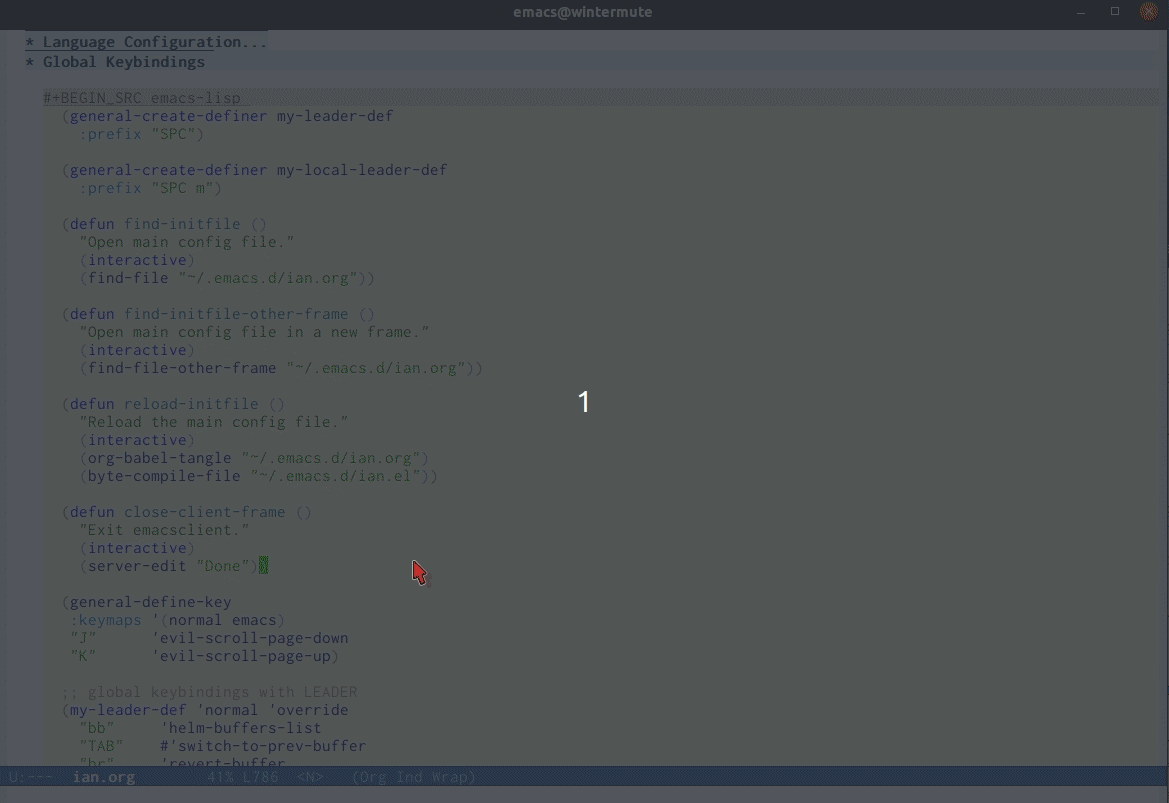 emacs@wintermute
* Language Configuration...
* Global Keybindings
#+BEGIN_SRC emacs-lisp
(general-create-definer my-leader-def
:prefix "SPC")
(general-create-definer my-local-leader-def
:prefix "SPC m")
(defun find-initfile ()
"Open main config file."
(interactive)
(find-file "~/.emacs.d/ian.org"))
(defun find-initfile-other-frame ()
"Open main config file in a new frame."
(interactive)
(find-file-other-frame "~/.emacs.d/ian.org"))
1
(defun reload-initfile ()
"Reload the main config file."
(interactive)
(org-babel-tangle "~/.emacs.d/ian.org")
(byte-compile-file "~/.emacs.d/ian.el"))
(defun close-client-frame ()
"Exit emacsclient."
(interactive)
(server-edit "Done"))
(general-define-key
:keymaps '(normal emacs)
"J" 'evil-scroll-page-down
"K" 'evil-scroll-page-up)
;; global keybindings with LEADER
(my-leader-def 'normal 'override
"bb" 'helm-buffers-list
"TAB" #'switch-to-prev-buffer
"br" 'revert-buffer
U:--- ian.org 41% L786 <N> (Org Ind Wrap)